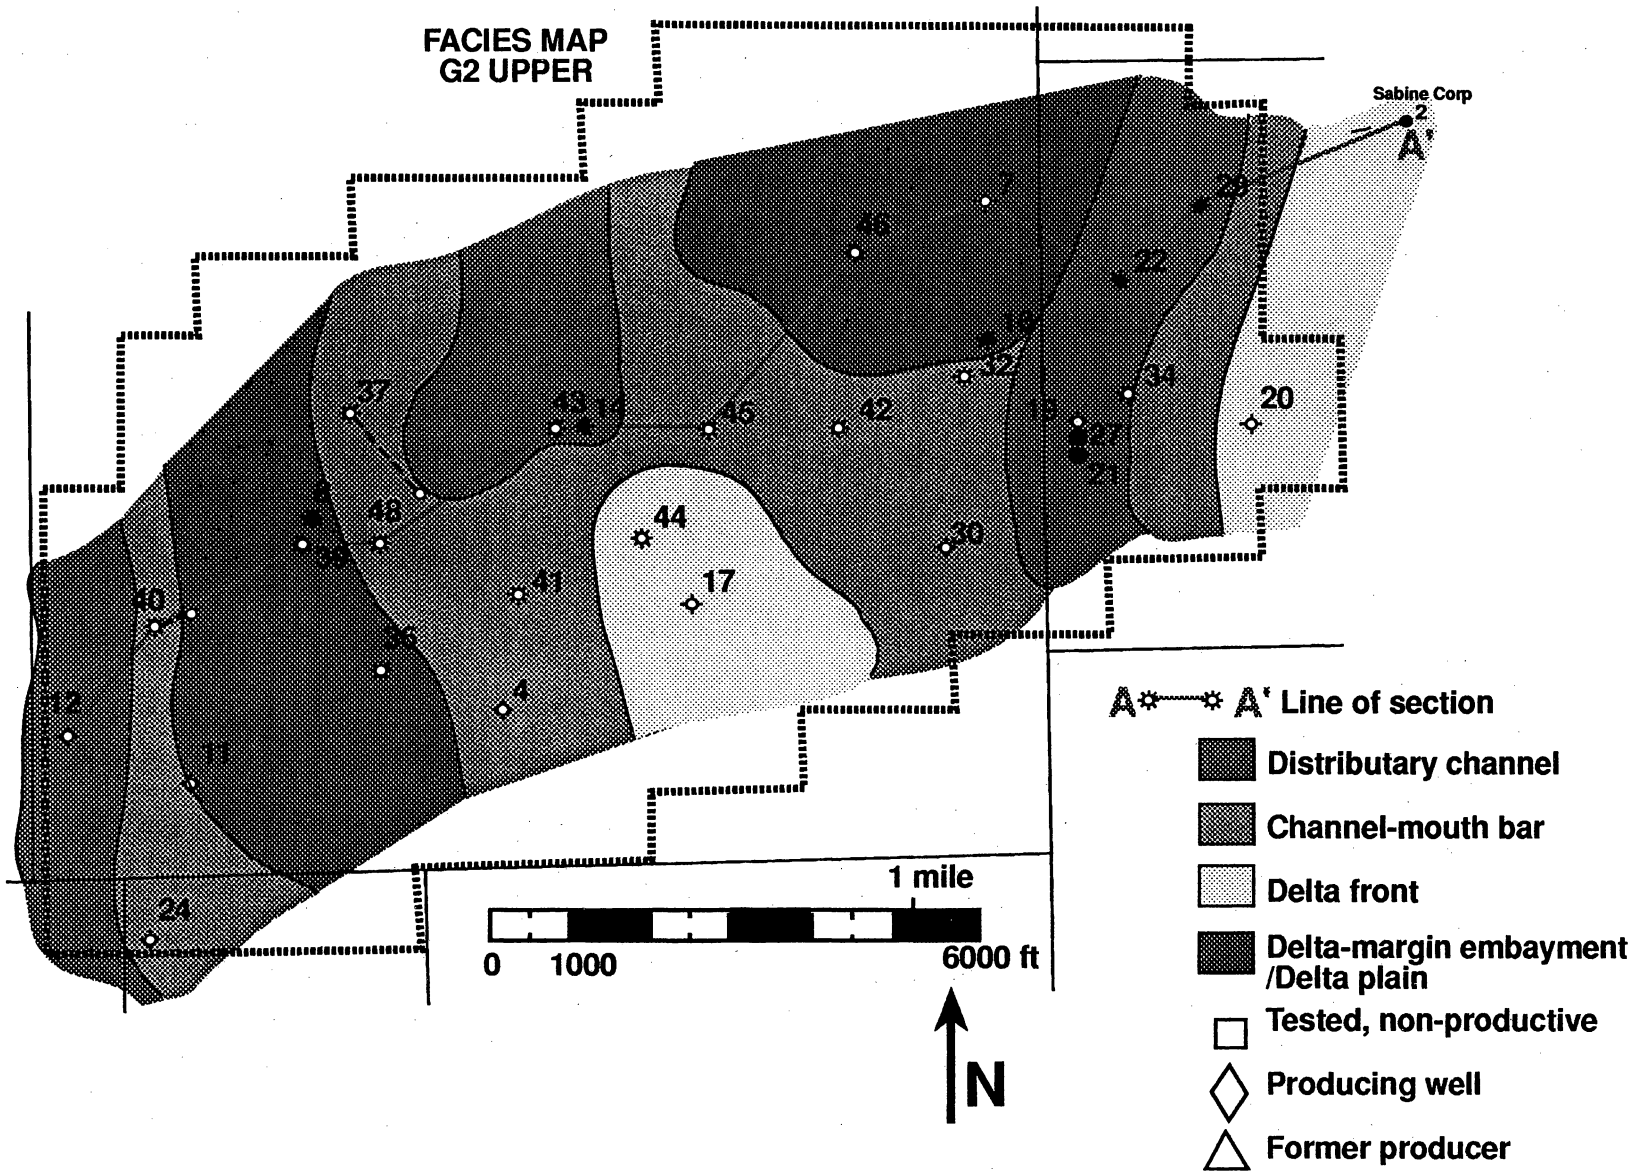 FACIES MAP
G2 UPPER
Sabine Corp
2
A'
7
29
46
22
32
37
34
43
14
45
42
19
20
27
21
48
44
39
30
41
17
40
36
4
12
11
24
A A' Line of section
Distributary channel
Channel-mouth bar
Delta front
Delta-margin embayment
/Delta plain
Tested, non-productive
Producing well
Former producer
1 mile
0 1000 6000 ft
N